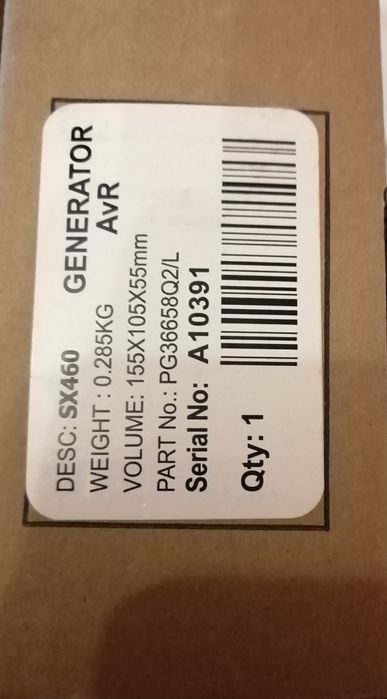 DESC: SX460 GENERATOR
AvR
WEIGHT : 0.285KG
VOLUME: 155X105X55mm
PART No.: PG36658Q2/L
Serial No: A10391
Qty: 1